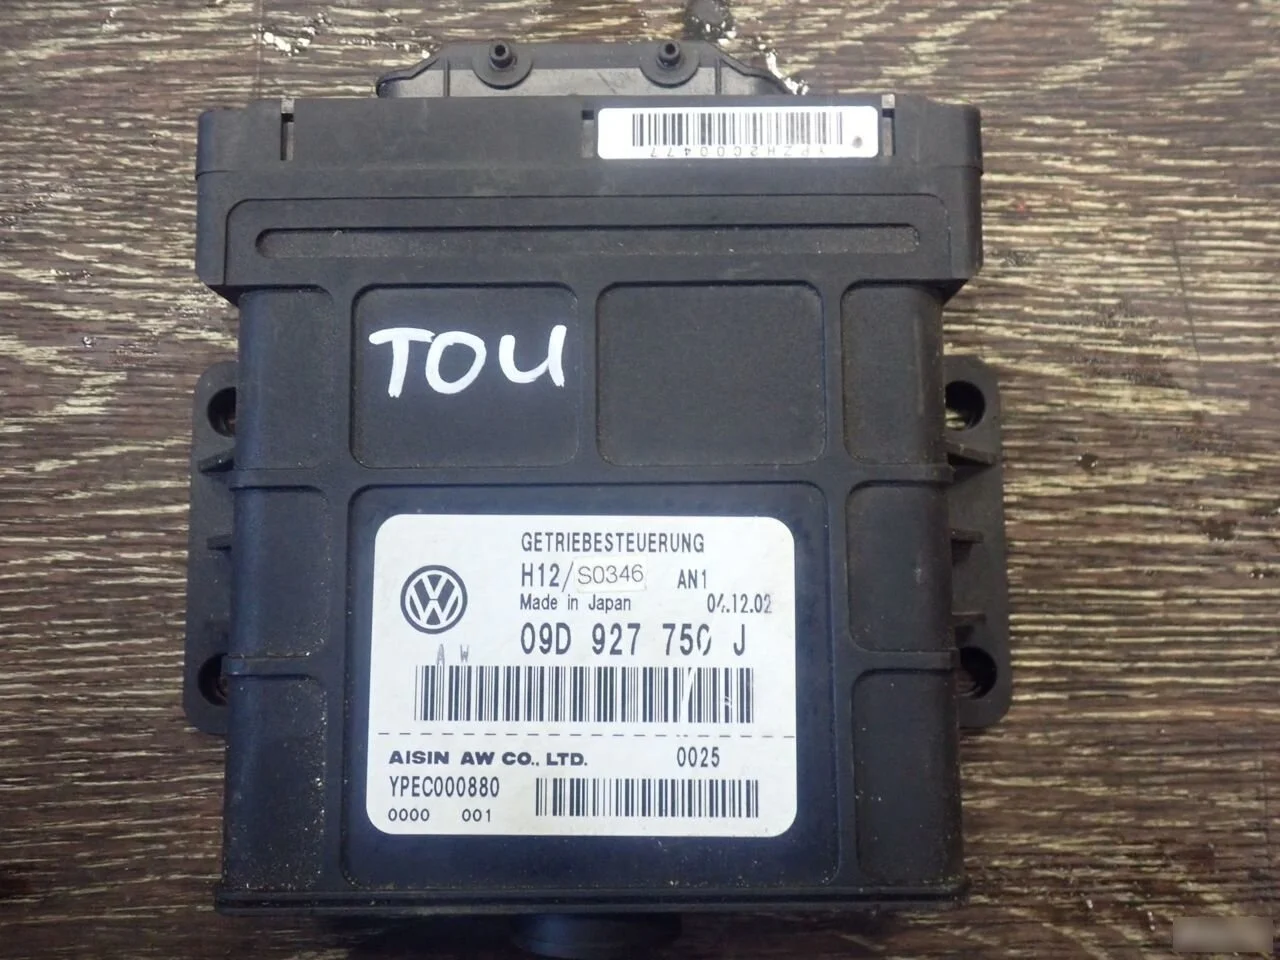 YPZH2C00477
TOU
GETRIEBESTEUERUNG
H12/S0346 AN1
Made in Japan 04.12.02
09D 927 750 J
AW
AISIN AW CO., LTD. 0025
YPEC000880
0000 001